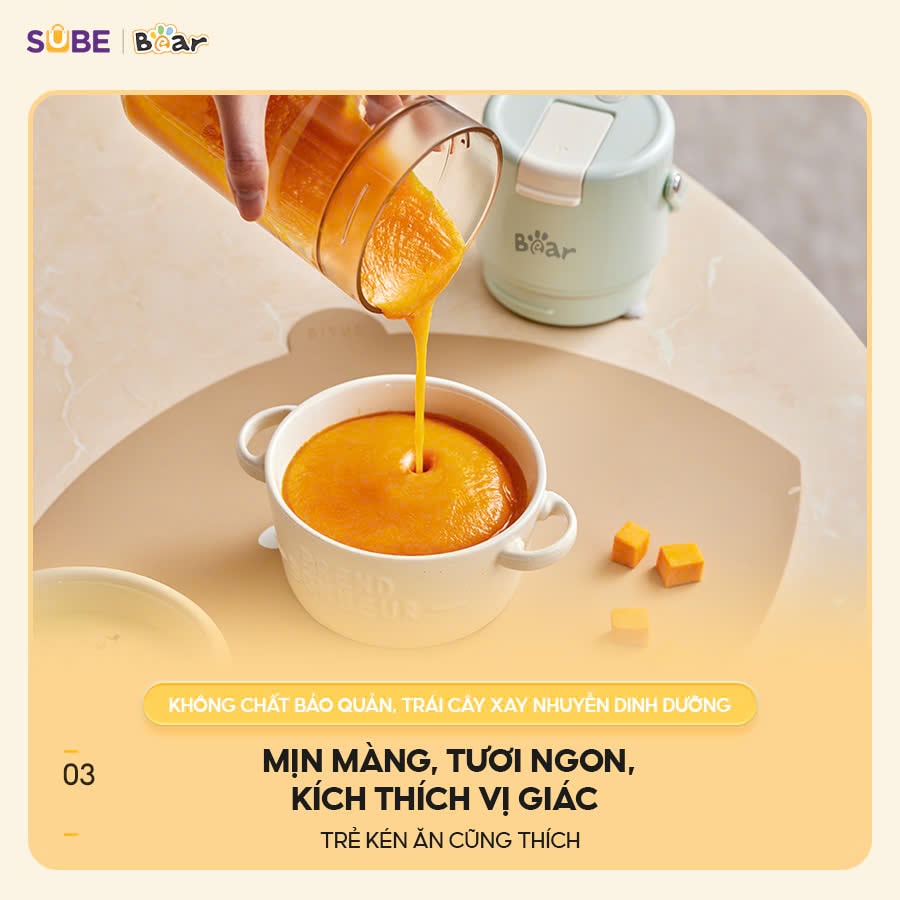 SUBE | Bear
Bear
KHÔNG CHẤT BẢO QUẢN, TRÁI CÂY XAY NHUYỄN DINH DƯỠNG
03
MỊN MÀNG, TƯƠI NGON,
KÍCH THÍCH VỊ GIÁC
TRẺ KÉN ĂN CŨNG THÍCH